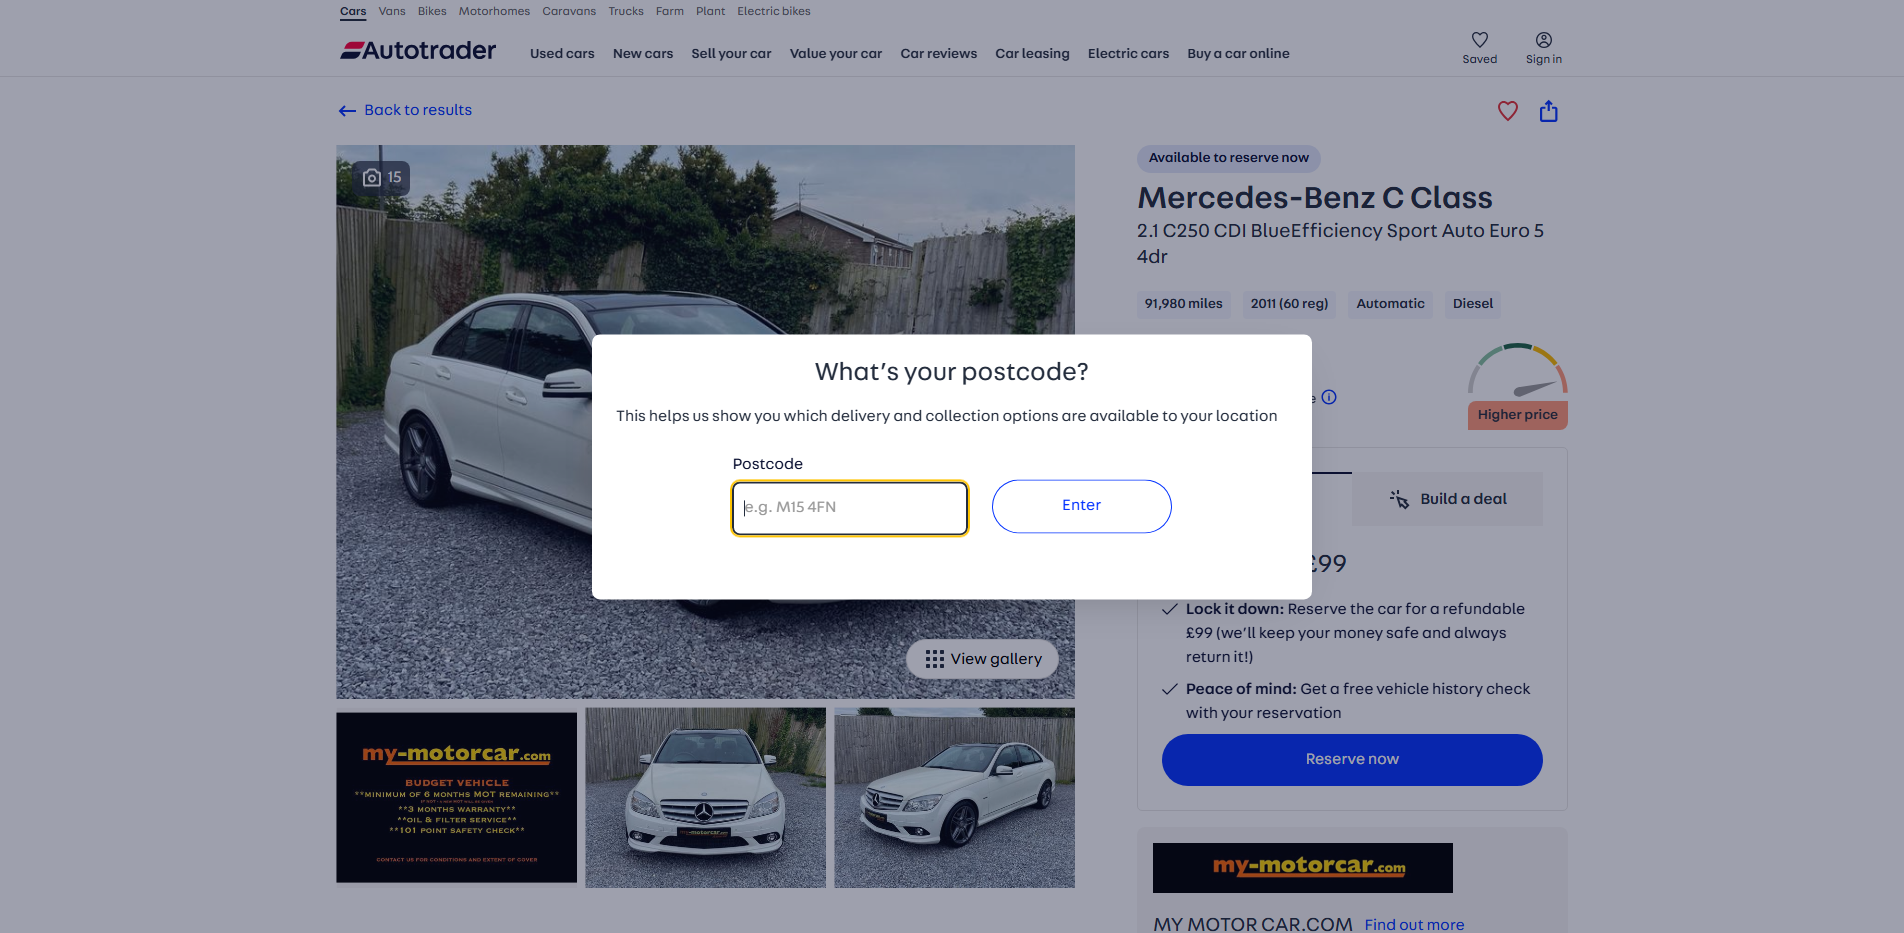 Cars Vans Bikes Motorhomes Caravans Trucks Farm Plant Electric bikes
Autotrader
Used cars New cars Sell your car Value your car Car reviews Car leasing Electric cars Buy a car online
Saved
Sign in
Back to results
15
Available to reserve now
Mercedes-Benz C Class
2.1 C250 CDI BlueEfficiency Sport Auto Euro 5
4dr
91,980 miles 2011 (60 reg) Automatic Diesel
Higher price
What's your postcode?
This helps us show you which delivery and collection options are available to your location
Postcode
e.g. M15 4FN
Enter
Build a deal
£99
Lock it down: Reserve the car for a refundable
£99 (we'll keep your money safe and always
return it!)
Peace of mind: Get a free vehicle history check
with your reservation
Reserve now
View gallery
my-motorcar.com
BUDGET VEHICLE
**MINIMUM OF 6 MONTHS MOT REMAINING**
**3 MONTHS WARRANTY**
**OIL & FILTER SERVICE**
**101 POINT SAFETY CHECK**
CONTACT US FOR CONDITIONS AND EXTENT OF COVER
my-motorcar.com
my-motorcar.com
MY MOTOR CAR.COM Find out more